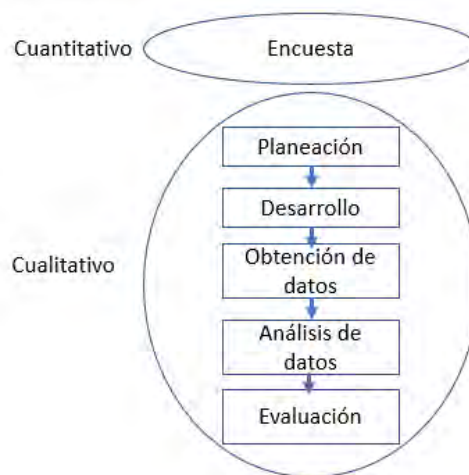 Cuantitativo
Encuesta
Planeación
Desarrollo
Cualitativo
Obtención de
datos
Análisis de
datos
Evaluación